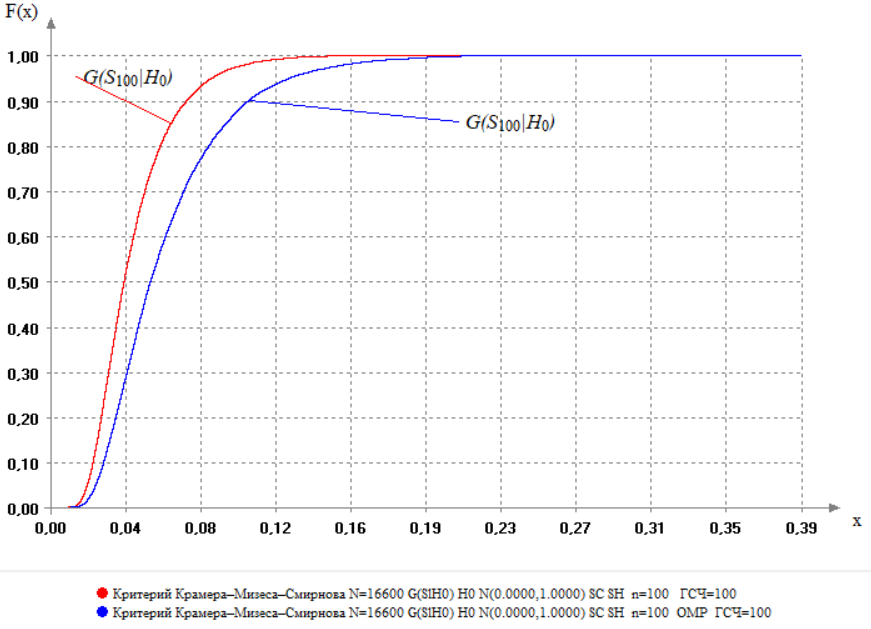 F(x)
1,00
G(S100|H0)
0,90
G(S100|H0)
0,80
0,70
0,60
0,50
0,40
0,30
0,20
0,10
0,00
0,00 0,04 0,08 0,12 0,16 0,19 0,23 0,27 0,31 0,35 0,39
x
Критерий Крамера–Мизеса–Смирнова N=16600 G(S|H0) H0 N(0.0000,1.0000) SC SH n=100 ГСЧ=100
Критерий Крамера–Мизеса–Смирнова N=16600 G(S|H0) H0 N(0.0000,1.0000) SC SH n=100 ОМР ГСЧ=100